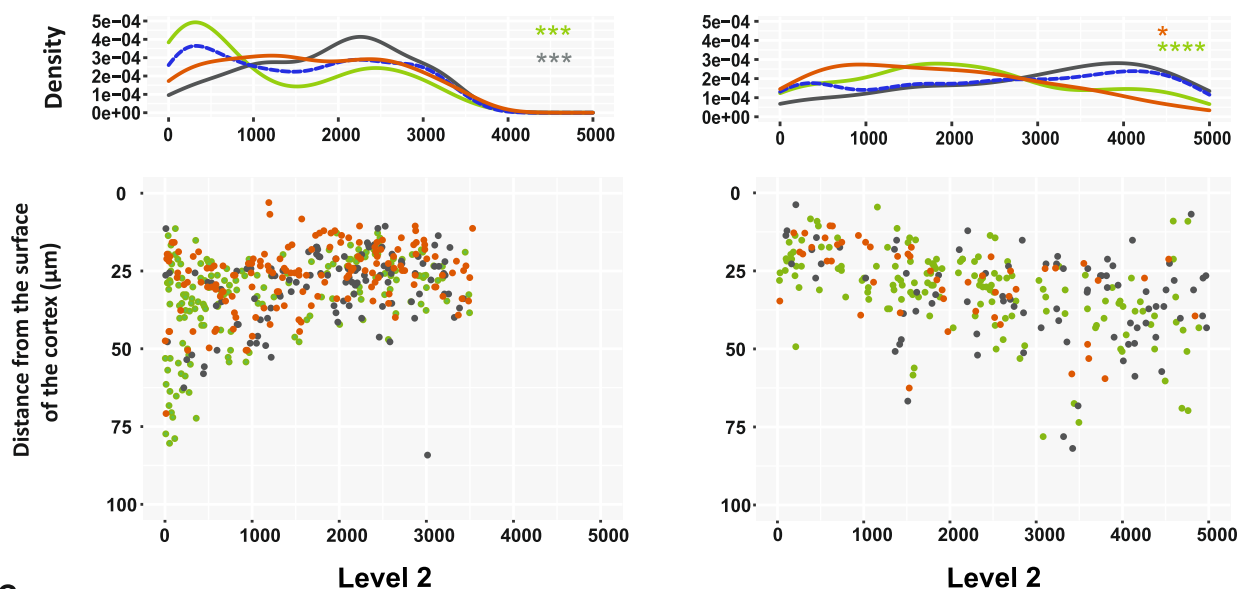 Density
5e−04
4e−04
3e−04
2e−04
1e−04
0e+00
0 1000 2000 3000 4000 5000
***
***
5e−04
4e−04
3e−04
2e−04
1e−04
0e+00
0 1000 2000 3000 4000 5000
*
****
Distance from the surface
of the cortex (μm)
0
25
50
75
100
0 1000 2000 3000 4000 5000
Level 2
0
25
50
75
100
0 1000 2000 3000 4000 5000
Level 2